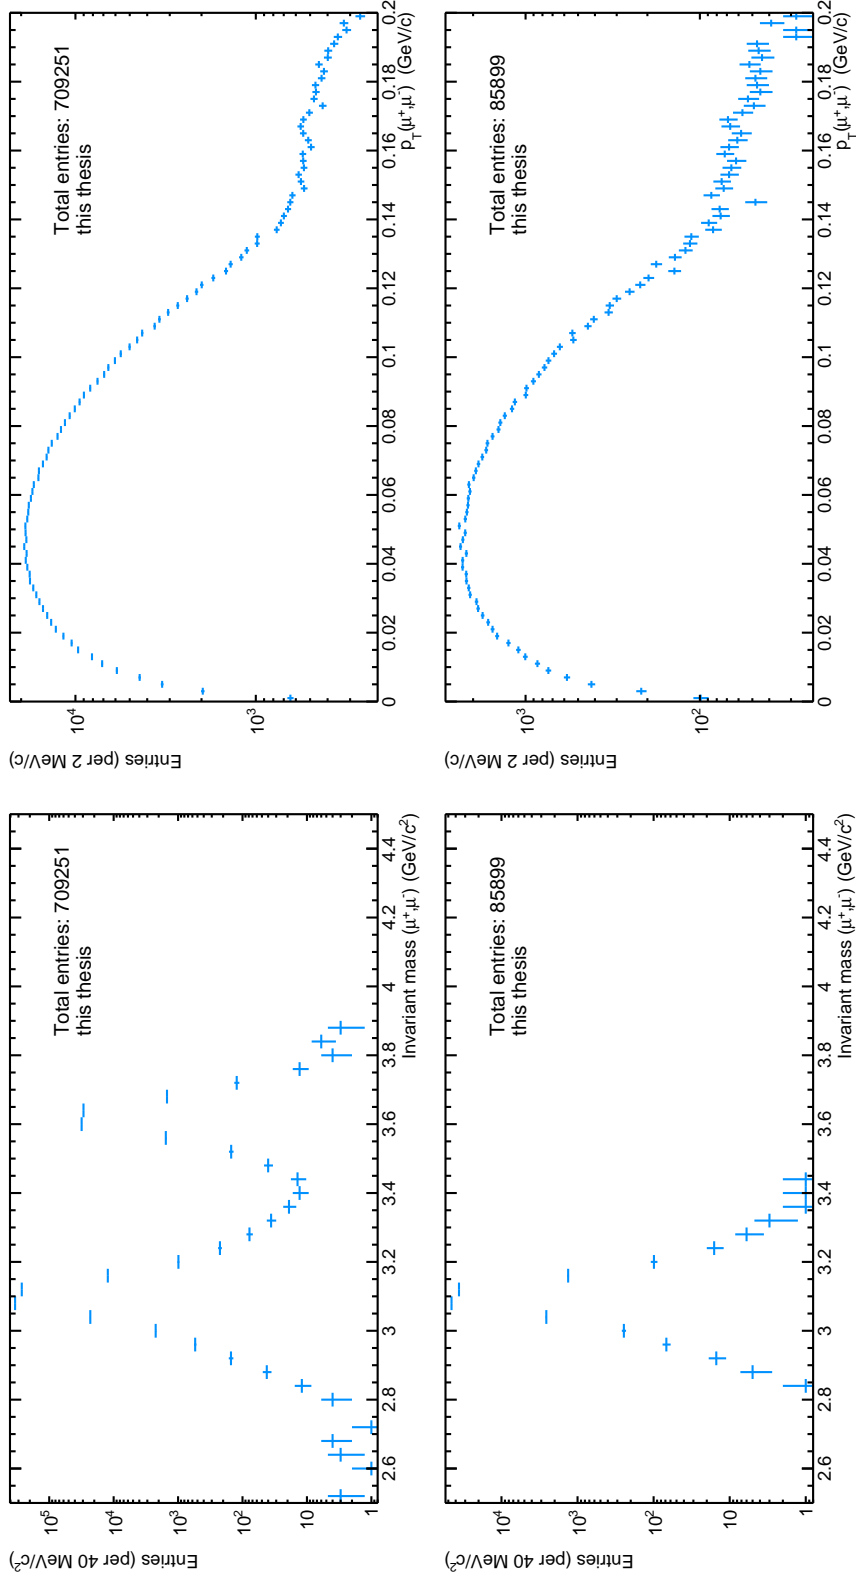 Entries (per 40 MeV/c²)
10⁵
10⁴
10³
10²
10
1
Total entries: 709251
this thesis
2.6 2.8 3 3.2 3.4 3.6 3.8 4 4.2 4.4
Invariant mass (μ⁺,μ⁻) (GeV/c²)
Entries (per 2 MeV/c)
10⁴
10³
Total entries: 709251
this thesis
0 0.02 0.04 0.06 0.08 0.1 0.12 0.14 0.16 0.18 0.2
p_T(μ⁺,μ⁻) (GeV/c)
Entries (per 40 MeV/c²)
10⁴
10³
10²
10
1
Total entries: 85899
this thesis
2.6 2.8 3 3.2 3.4 3.6 3.8 4 4.2 4.4
Invariant mass (μ⁺,μ⁻) (GeV/c²)
Entries (per 2 MeV/c)
10³
10²
Total entries: 85899
this thesis
0 0.02 0.04 0.06 0.08 0.1 0.12 0.14 0.16 0.18 0.2
p_T(μ⁺,μ⁻) (GeV/c)